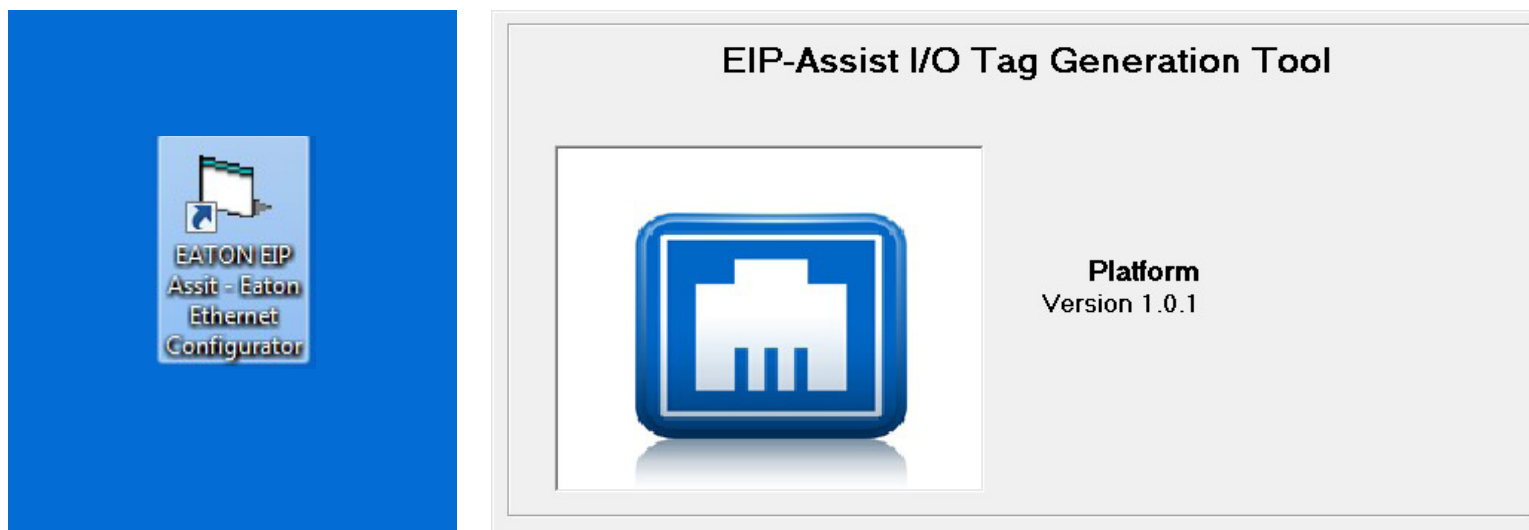 EATON EIP
Assit - Eaton
Ethernet
Configurator
EIP-Assist I/O Tag Generation Tool
Platform
Version 1.0.1